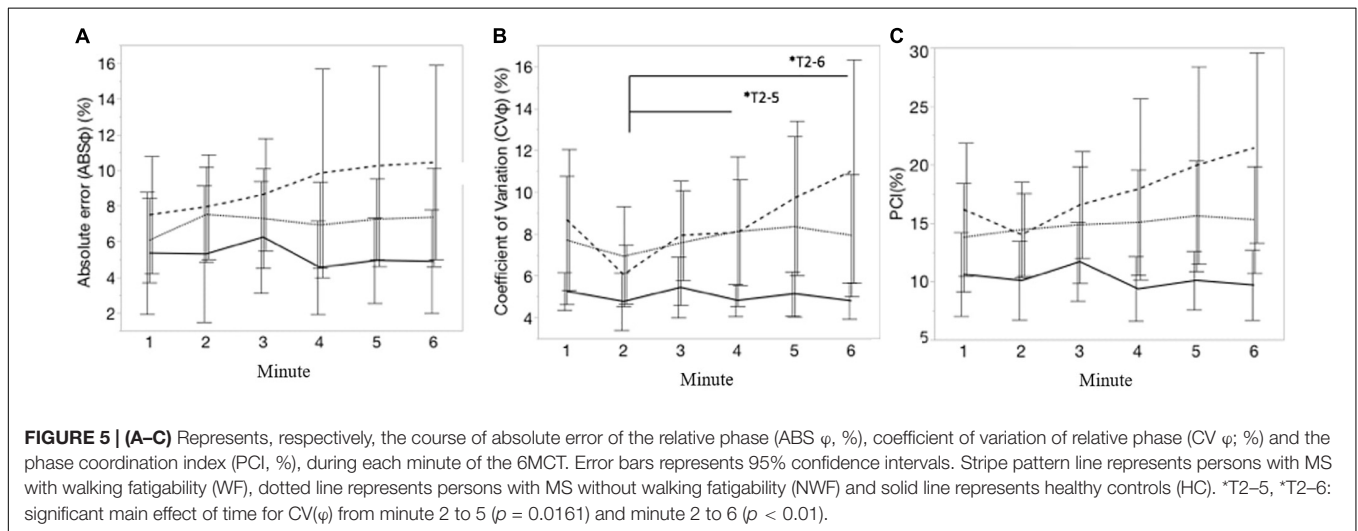 A
Absolute error (ABSϕ) (%)
16
14
12
10
8
6
4
2
1 2 3 4 5 6
Minute
B
Coefficient of Variation (CVϕ) (%)
16
14
12
10
8
6
4
*T2-6
*T2-5
1 2 3 4 5 6
Minute
C
PCI(%)
30
25
20
15
10
5
1 2 3 4 5 6
Minute
FIGURE 5 | (A–C) Represents, respectively, the course of absolute error of the relative phase (ABS φ, %), coefficient of variation of relative phase (CV φ; %) and the
phase coordination index (PCI, %), during each minute of the 6MCT. Error bars represents 95% confidence intervals. Stripe pattern line represents persons with MS
with walking fatigability (WF), dotted line represents persons with MS without walking fatigability (NWF) and solid line represents healthy controls (HC). *T2–5, *T2–6:
significant main effect of time for CV(φ) from minute 2 to 5 (p = 0.0161) and minute 2 to 6 (p < 0.01).